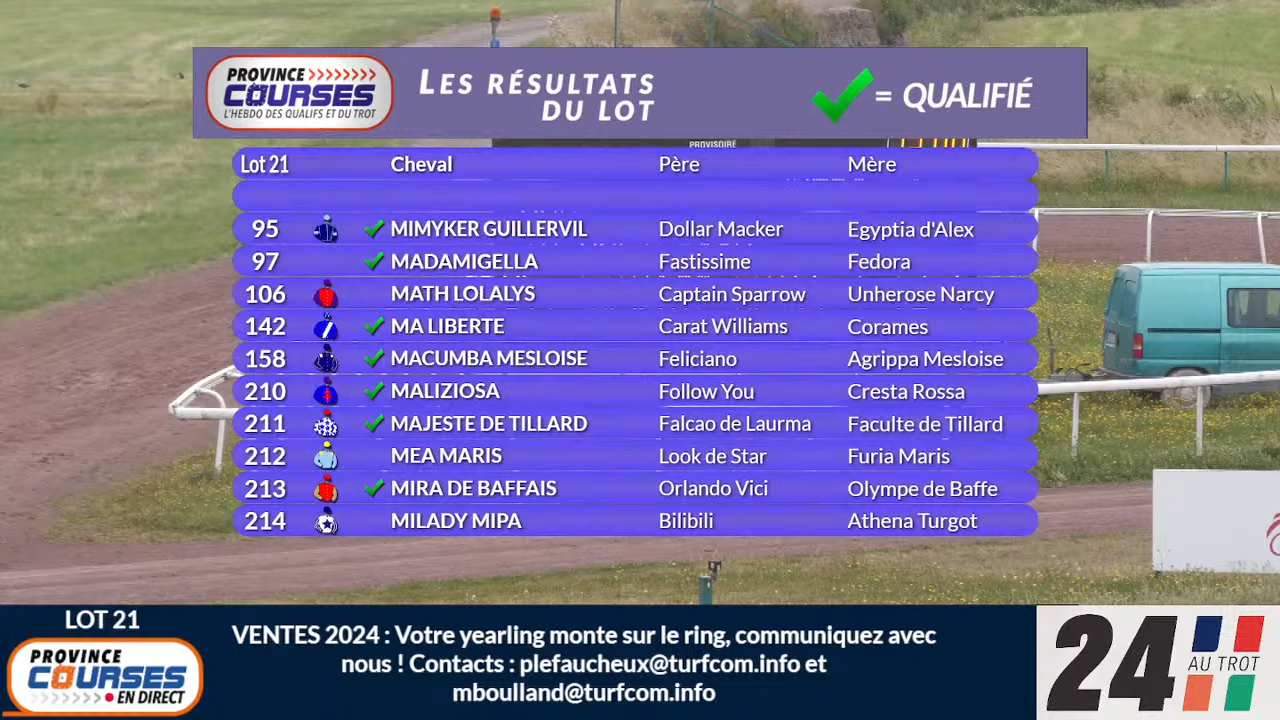 PROVINCE
COURSES
L'HEBDO DES QUALIFS ET DU TROT
LES RÉSULTATS
DU LOT
= QUALIFIÉ
PROVISOIRE
Lot 21 Cheval Père Mère
95 MIMYKER GUILLERVIL Dollar Macker Egyptia d'Alex
97 MADAMIGELLA Fastissime Fedora
106 MATH LOLALYS Captain Sparrow Unherose Narcy
142 MA LIBERTE Carat Williams Corames
158 MACUMBA MESLOISE Feliciano Agrippa Mesloise
210 MALIZIOSA Follow You Cresta Rossa
211 MAJESTE DE TILLARD Falcao de Laurma Faculte de Tillard
212 MEA MARIS Look de Star Furia Maris
213 MIRA DE BAFFAIS Orlando Vici Olympe de Baffe
214 MILADY MIPA Bilibili Athena Turgot
LOT 21
PROVINCE
COURSES
EN DIRECT
VENTES 2024 : Votre yearling monte sur le ring, communiquez avec
nous ! Contacts : plefaucheux@turfcom.info et
mboulland@turfcom.info
24
AU TROT